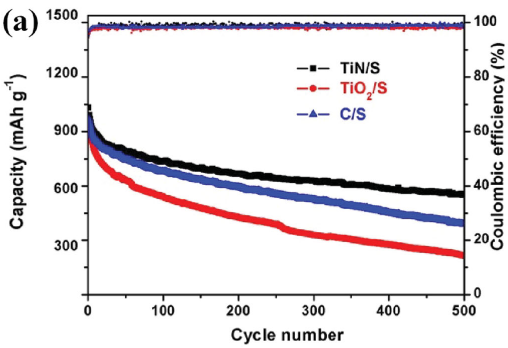 (a)
1500
1200
900
600
300
Capacity (mAh g⁻¹)
TiN/S
TiO₂/S
C/S
100
80
60
40
20
0
Coulombic efficiency (%)
0 100 200 300 400 500
Cycle number